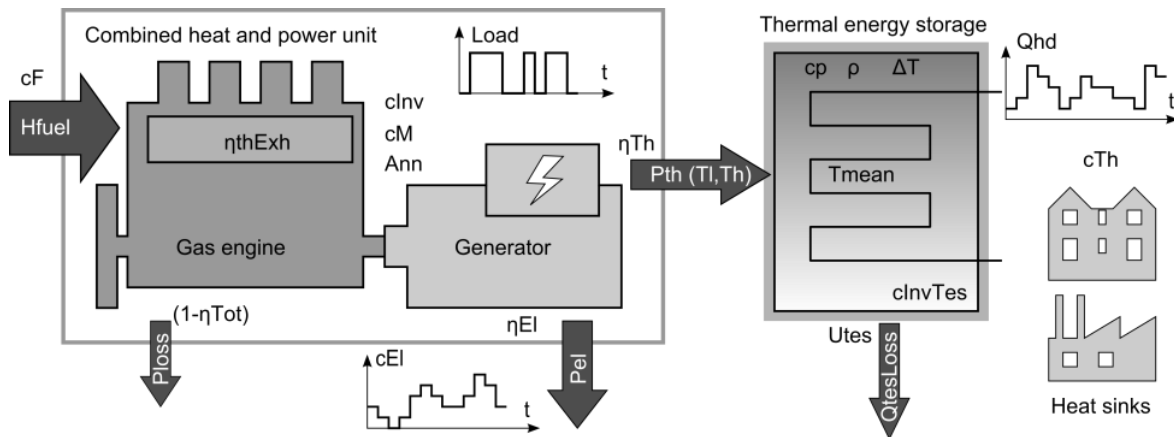 Combined heat and power unit
cF
Hfuel
ηthExh
Gas engine
cInv
cM
Ann
Load
t
Generator
ηTh
Pth (Tl,Th)
(1-ηTot)
Ploss
ηEl
Pel
cEl
t
Thermal energy storage
cp ρ ΔT
Tmean
cInvTes
Utes
QtesLoss
Qhd
t
cTh
Heat sinks